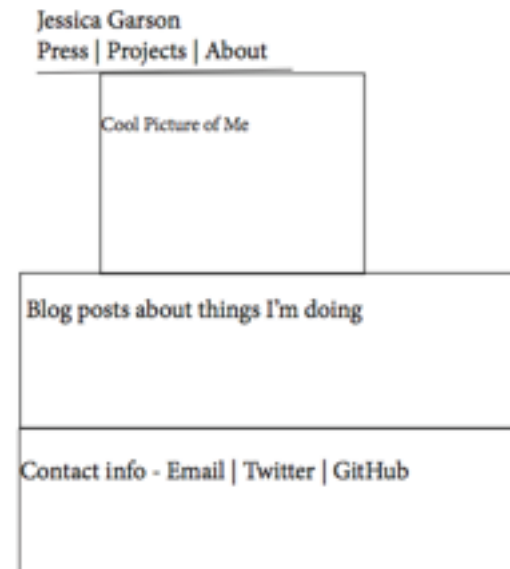 Jessica Garson
Press | Projects | About
Cool Picture of Me
Blog posts about things I'm doing
Contact info - Email | Twitter | GitHub